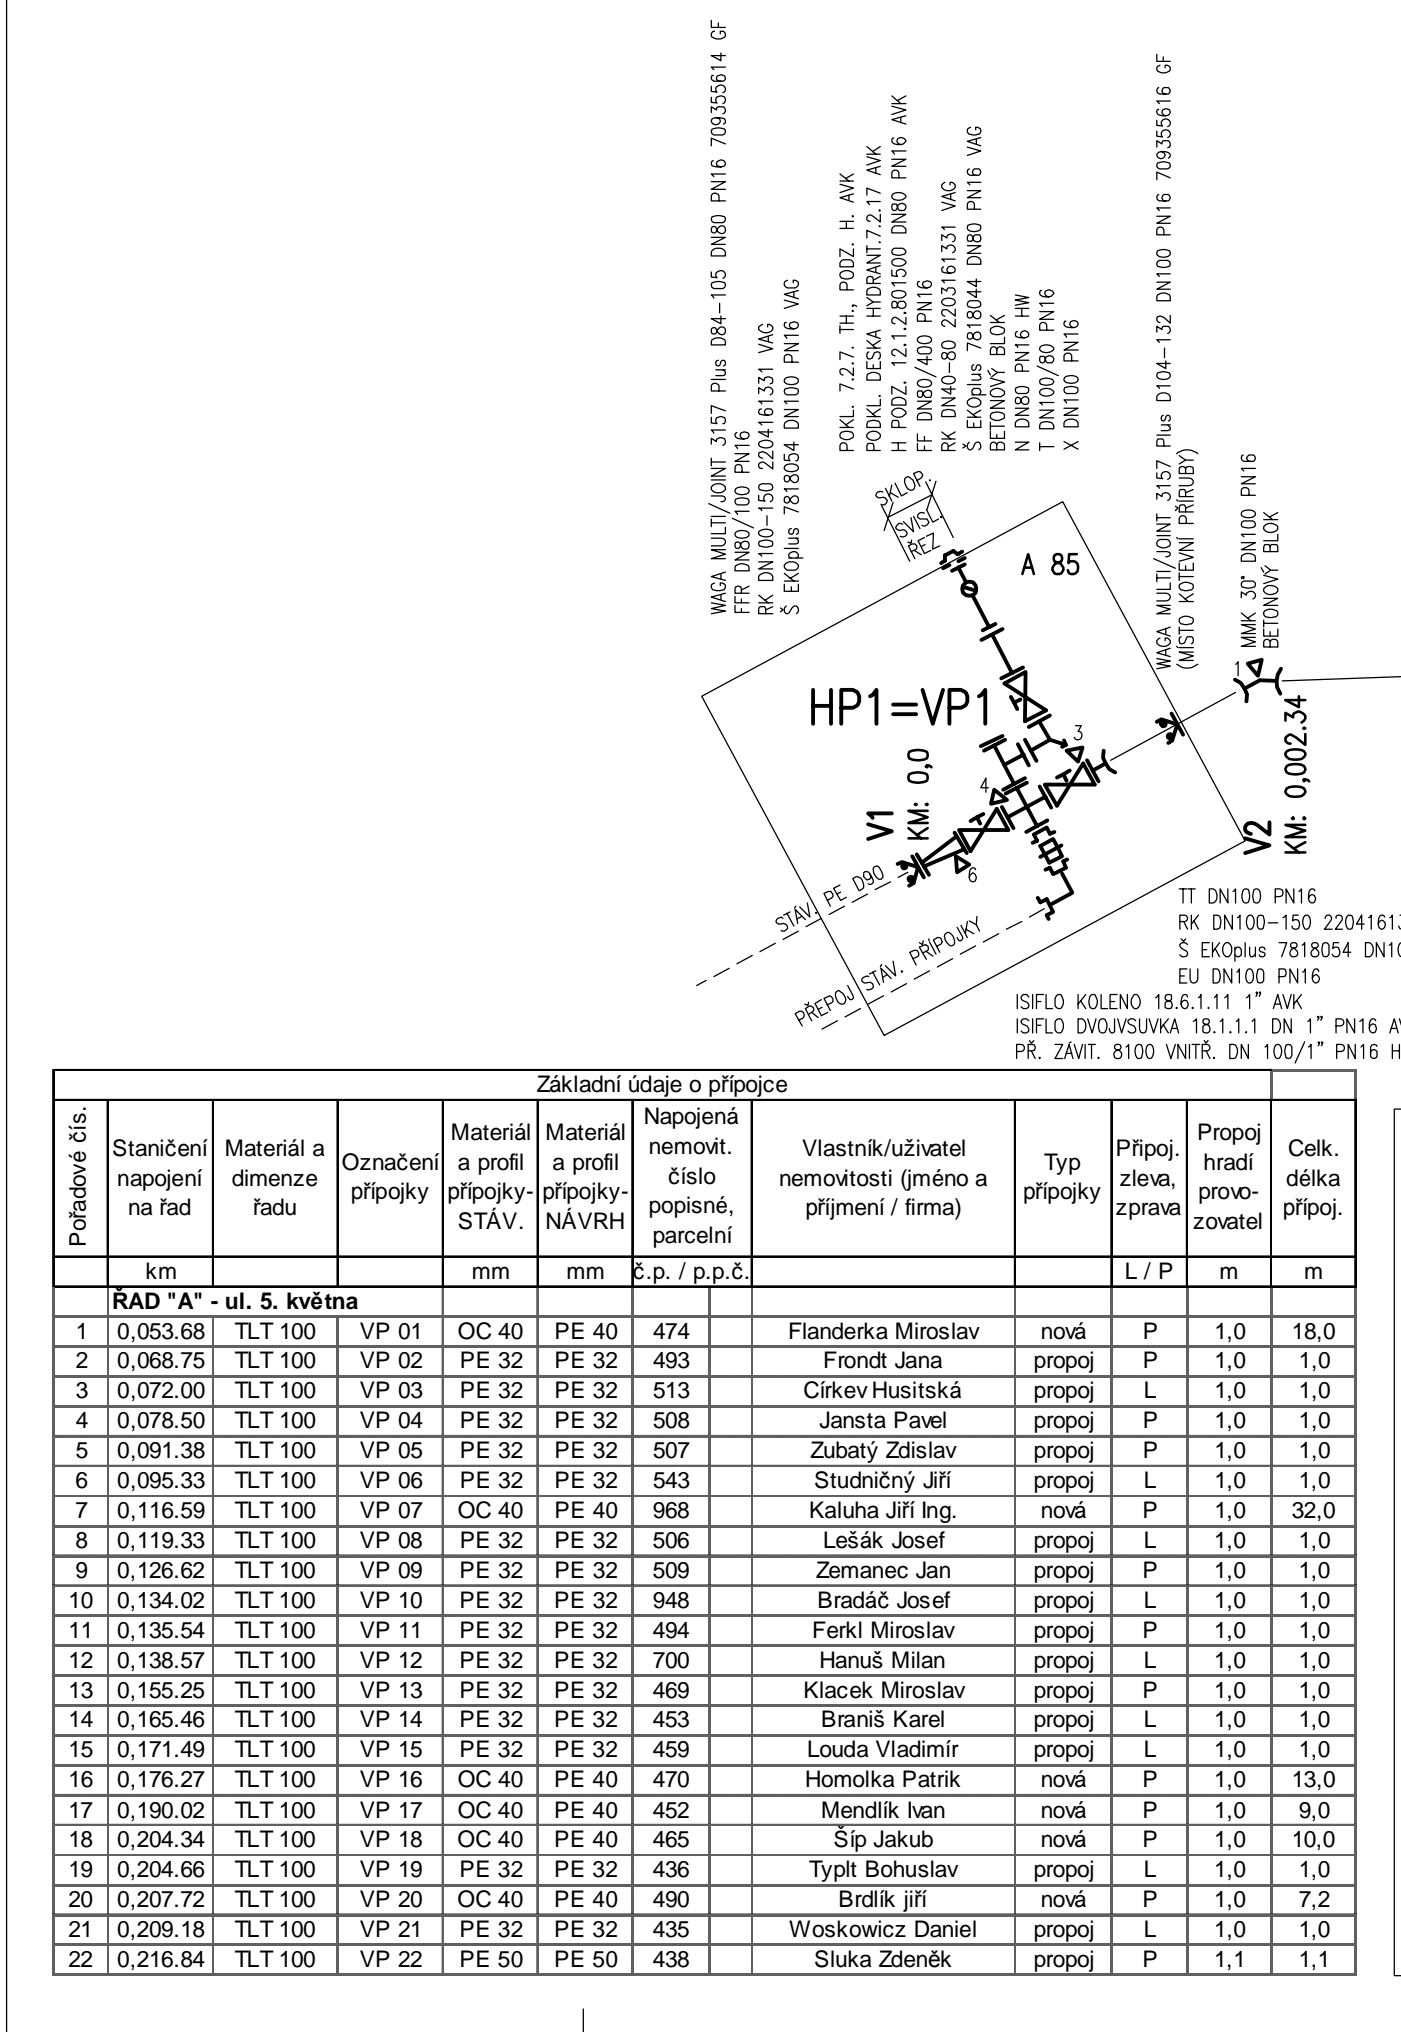 WAGA MULTI/JOINT 3157 Plus D84-105 DN80 PN16 709355614 GF
FFR DN80/100 PN16
RK DN100-150 2204161331 VAG
Š EKOplus 7818054 DN100 PN16 VAG
POKL. 7.2.7. TH., PODZ. H. AVK
PODKL. DESKA HYDRANT.7.2.17 AVK
H PODZ. 12.1.2.801500 DN80 PN16 AVK
FF DN80/400 PN16
RK DN40-80 2203161331 VAG
Š EKOplus 7818044 DN80 PN16 VAG
BETONOVÝ BLOK
N DN80 PN16 HW
T DN100/80 PN16
X DN100 PN16
WAGA MULTI/JOINT 3157 Plus D104-132 DN100 PN16 709355616 GF
(MÍSTO KOTEVNÍ PŘÍRUBY)
MMK 30° DN100 PN16
BETONOVÝ BLOK
SKLOP.
SVISL.
ŘEZ
A 85
1
HP1=VP1
3
4
6
V1
KM: 0,0
V2
KM: 0,002.34
STÁV. PE D90
PŘEPOJ STÁV. PŘÍPOJKY
TT DN100 PN16
RK DN100-150 22041613
Š EKOplus 7818054 DN10
EU DN100 PN16
ISIFLO KOLENO 18.6.1.11 1" AVK
ISIFLO DVOJVSUVKA 18.1.1.1 DN 1" PN16 AV
PŘ. ZÁVIT. 8100 VNITŘ. DN 100/1" PN16 H
Základní údaje o přípojce
Pořadové čís. Staničení napojení na řad Materiál a dimenze řadu Označení přípojky Materiál a profil přípojky-STÁV. Materiál a profil přípojky-NÁVRH Napojená nemovit. číslo popisné, parcelní Vlastník/uživatel nemovitosti (jméno a příjmení / firma) Typ přípojky Připoj. zleva, zprava Propoj hradí provo-zovatel Celk. délka přípoj.
km mm mm č.p. / p.p.č. L / P m m
ŘAD "A" - ul. 5. května
1 0,053.68 TLT 100 VP 01 OC 40 PE 40 474 Flanderka Miroslav nová P 1,0 18,0
2 0,068.75 TLT 100 VP 02 PE 32 PE 32 493 Frondt Jana propoj P 1,0 1,0
3 0,072.00 TLT 100 VP 03 PE 32 PE 32 513 Církev Husitská propoj L 1,0 1,0
4 0,078.50 TLT 100 VP 04 PE 32 PE 32 508 Jansta Pavel propoj P 1,0 1,0
5 0,091.38 TLT 100 VP 05 PE 32 PE 32 507 Zubatý Zdislav propoj P 1,0 1,0
6 0,095.33 TLT 100 VP 06 PE 32 PE 32 543 Studničný Jiří propoj L 1,0 1,0
7 0,116.59 TLT 100 VP 07 OC 40 PE 40 968 Kaluha Jiří Ing. nová P 1,0 32,0
8 0,119.33 TLT 100 VP 08 PE 32 PE 32 506 Lešák Josef propoj L 1,0 1,0
9 0,126.62 TLT 100 VP 09 PE 32 PE 32 509 Zemanec Jan propoj P 1,0 1,0
10 0,134.02 TLT 100 VP 10 PE 32 PE 32 948 Bradáč Josef propoj L 1,0 1,0
11 0,135.54 TLT 100 VP 11 PE 32 PE 32 494 Ferkl Miroslav propoj P 1,0 1,0
12 0,138.57 TLT 100 VP 12 PE 32 PE 32 700 Hanuš Milan propoj L 1,0 1,0
13 0,155.25 TLT 100 VP 13 PE 32 PE 32 469 Klacek Miroslav propoj P 1,0 1,0
14 0,165.46 TLT 100 VP 14 PE 32 PE 32 453 Braniš Karel propoj L 1,0 1,0
15 0,171.49 TLT 100 VP 15 PE 32 PE 32 459 Louda Vladimír propoj L 1,0 1,0
16 0,176.27 TLT 100 VP 16 OC 40 PE 40 470 Homolka Patrik nová P 1,0 13,0
17 0,190.02 TLT 100 VP 17 OC 40 PE 40 452 Mendlík Ivan nová P 1,0 9,0
18 0,204.34 TLT 100 VP 18 OC 40 PE 40 465 Šíp Jakub nová P 1,0 10,0
19 0,204.66 TLT 100 VP 19 PE 32 PE 32 436 Typlt Bohuslav propoj L 1,0 1,0
20 0,207.72 TLT 100 VP 20 OC 40 PE 40 490 Brdlík jiří nová P 1,0 7,2
21 0,209.18 TLT 100 VP 21 PE 32 PE 32 435 Woskowicz Daniel propoj L 1,0 1,0
22 0,216.84 TLT 100 VP 22 PE 50 PE 50 438 Sluka Zdeněk propoj P 1,1 1,1